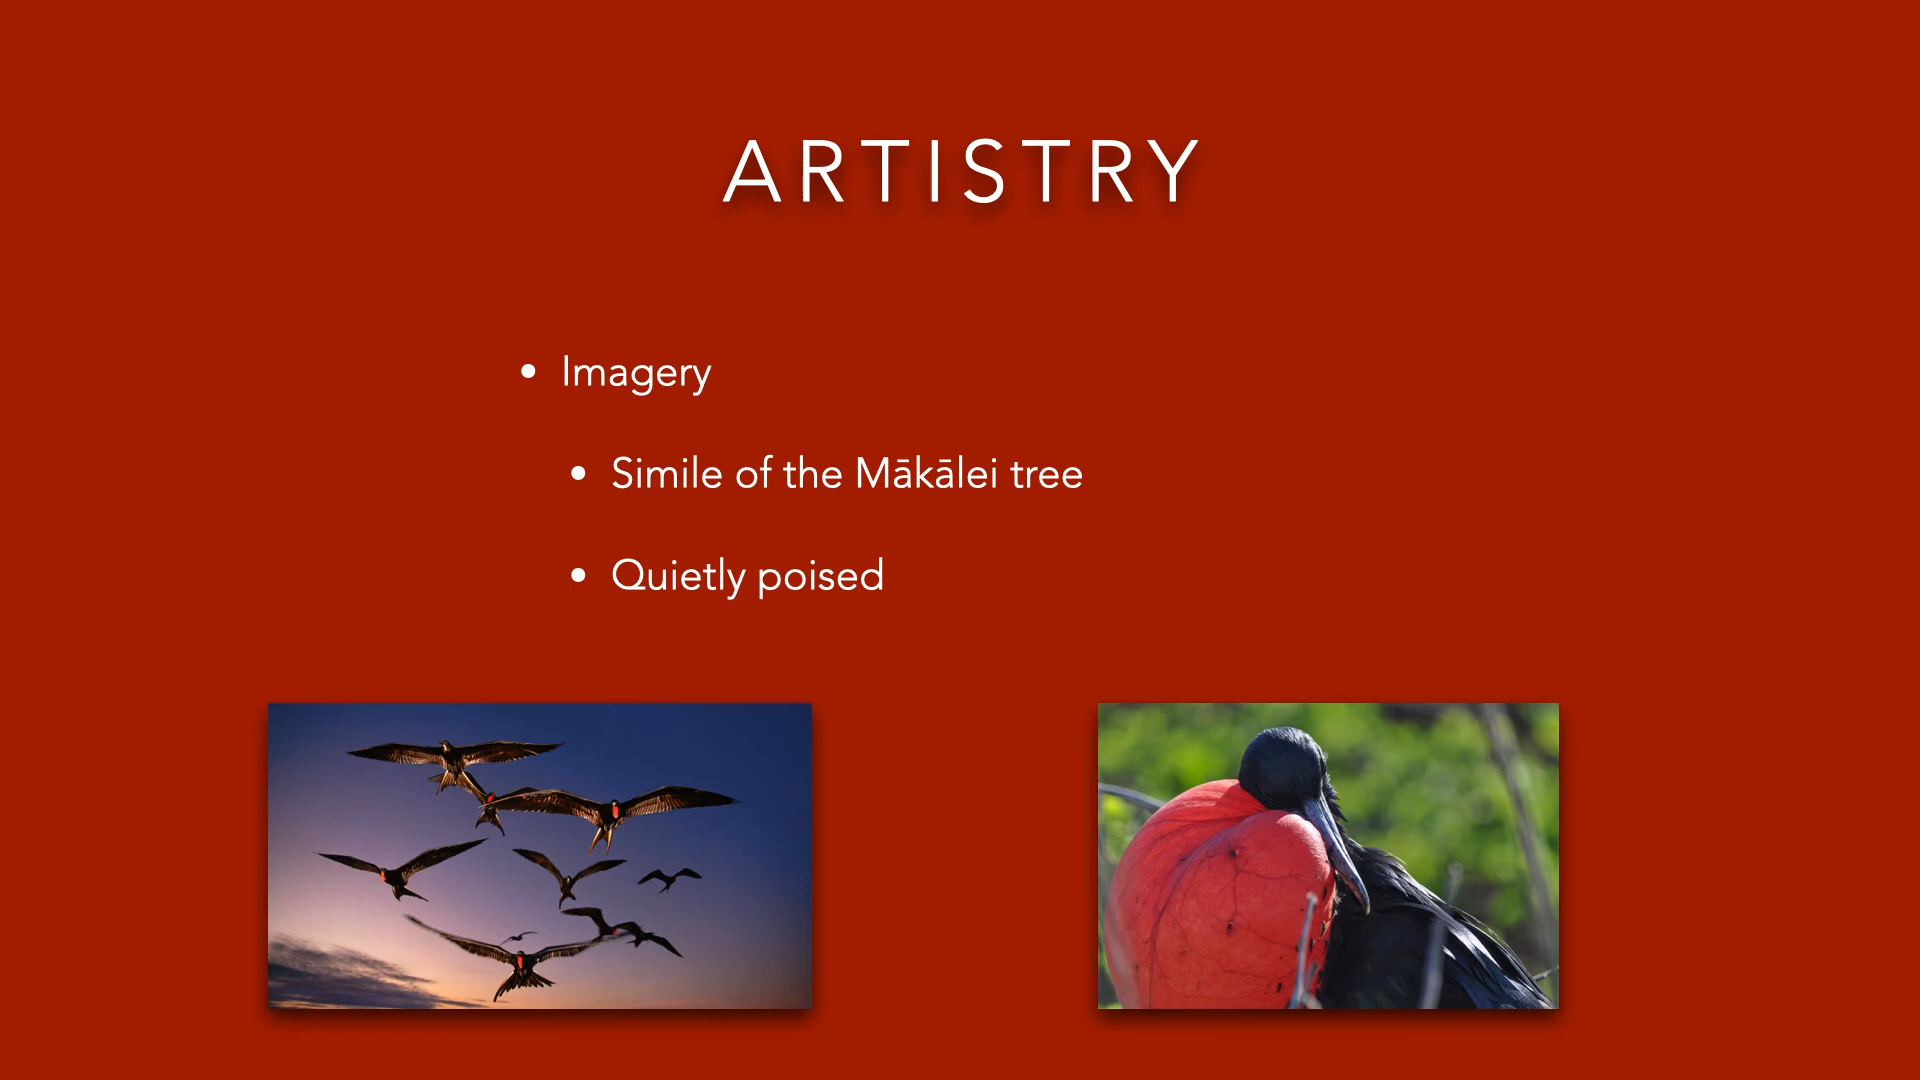 ARTISTRY
• Imagery
• Simile of the Mākālei tree
• Quietly poised